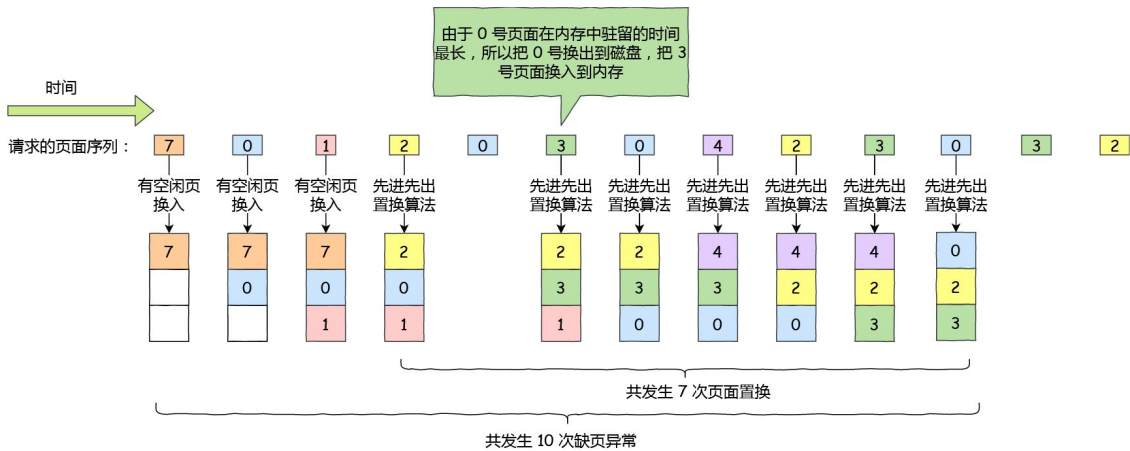 由于 0 号页面在内存中驻留的时间
最长，所以把 0 号换出到磁盘，把 3
号页面换入到内存
时间
请求的页面序列： 7 0 1 2 0 3 0 4 2 3 0 3 2
有空闲页 有空闲页 有空闲页 先进先出 先进先出 先进先出 先进先出 先进先出 先进先出 先进先出
换入 换入 换入 置换算法 置换算法 置换算法 置换算法 置换算法 置换算法 置换算法
7 7 7 2 2 2 4 4 4 0
0 0 0 3 3 3 2 2 2
1 1 1 0 0 0 3 3
共发生 7 次页面置换
共发生 10 次缺页异常